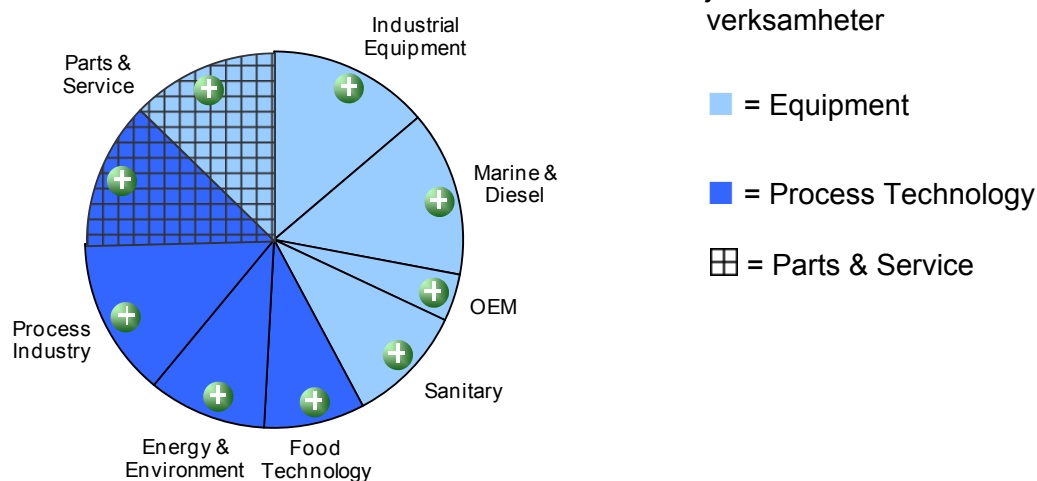 Industrial
Equipment
Parts &
Service
Marine &
Diesel
OEM
Sanitary
Food
Technology
Energy &
Environment
Process
Industry
verksamheter
= Equipment
= Process Technology
= Parts & Service